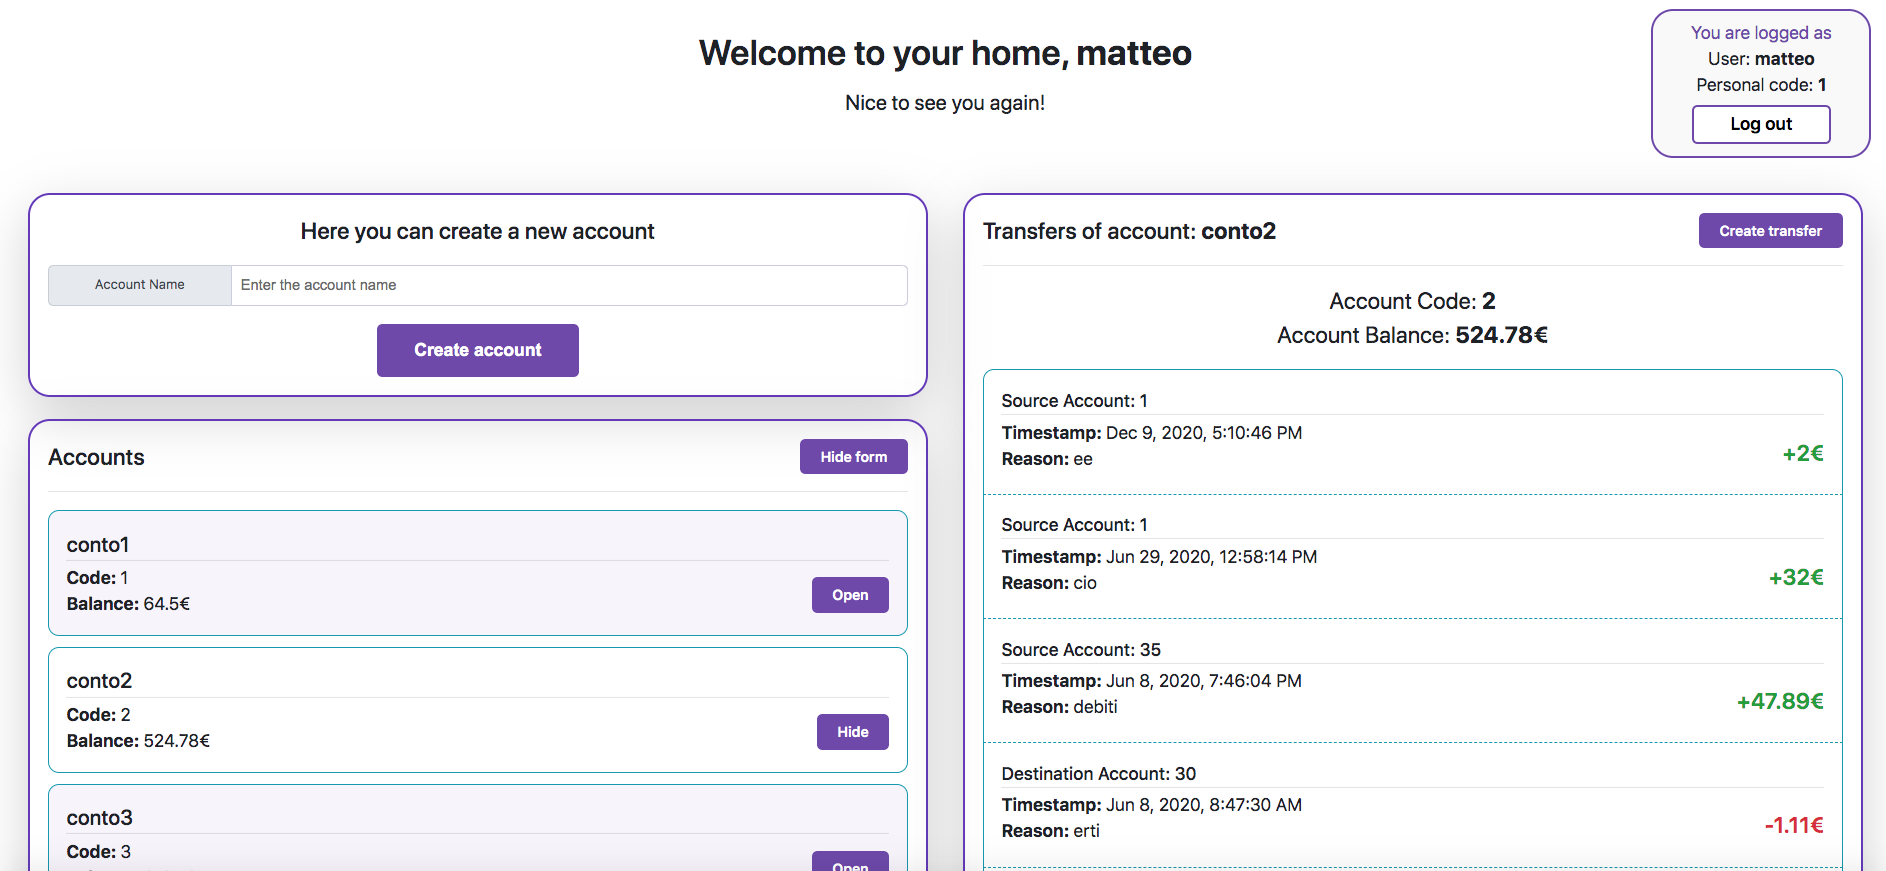 Welcome to your home, matteo
Nice to see you again!
You are logged as
User: matteo
Personal code: 1
Log out
Here you can create a new account
Account Name
Enter the account name
Create account
Accounts
Hide form
conto1
Code: 1
Balance: 64.5€
Open
conto2
Code: 2
Balance: 524.78€
Hide
conto3
Code: 3
Open
Transfers of account: conto2
Create transfer
Account Code: 2
Account Balance: 524.78€
Source Account: 1
Timestamp: Dec 9, 2020, 5:10:46 PM
Reason: ee
+2€
Source Account: 1
Timestamp: Jun 29, 2020, 12:58:14 PM
Reason: cio
+32€
Source Account: 35
Timestamp: Jun 8, 2020, 7:46:04 PM
Reason: debiti
+47.89€
Destination Account: 30
Timestamp: Jun 8, 2020, 8:47:30 AM
Reason: erti
-1.11€